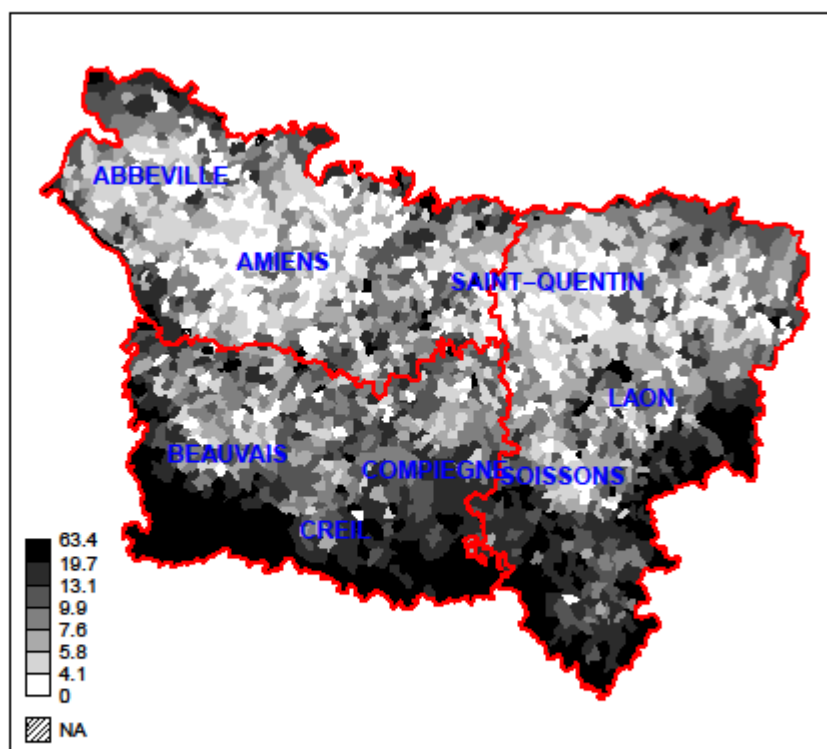 ABBEVILLE
AMIENS
SAINT−QUENTIN
LAON
BEAUVAIS
COMPIEGNE
SOISSONS
CREIL
63.4
19.7
13.1
9.9
7.6
5.8
4.1
0
NA